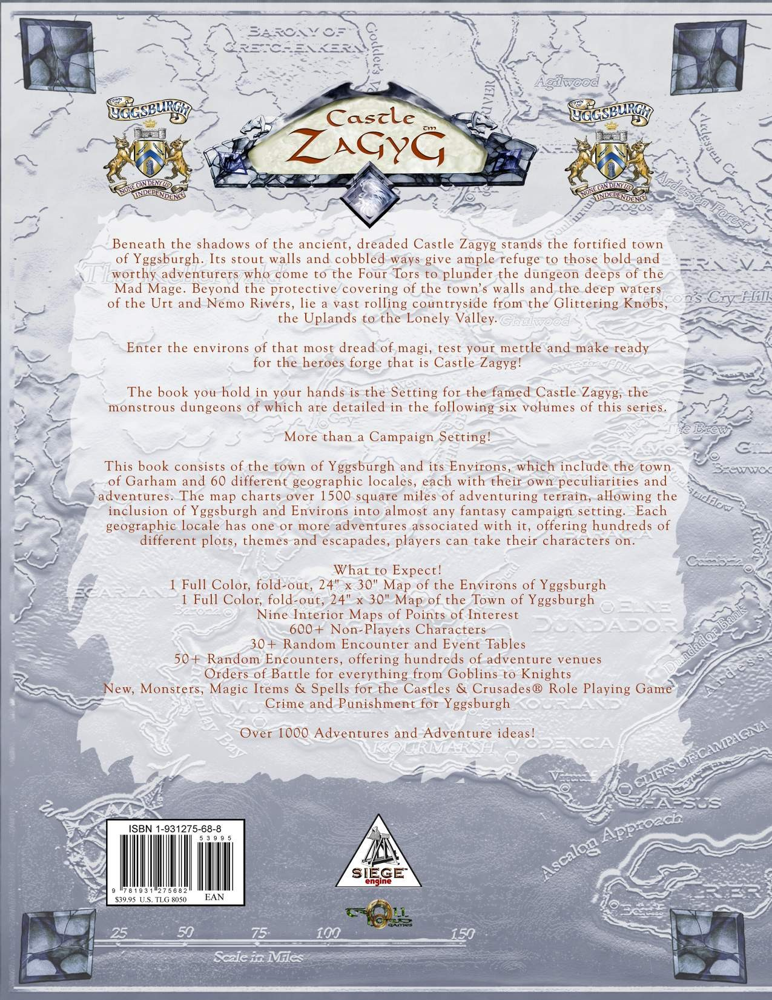 BARONY OF
GRETCHENKERN
Agilwood
TOWN OF
YGGSBURGH
NONE CAN DENY US
INDEPENDENCE
Castle
ZAGYG™
TOWN OF
YGGSBURGH
NONE CAN DENY US
INDEPENDENCE
Ardessen Cr.
Ardessen Forest
Beneath the shadows of the ancient, dreaded Castle Zagyg stands the fortified town
of Yggsburgh. Its stout walls and cobbled ways give ample refuge to those bold and
worthy adventurers who come to the Four Tors to plunder the dungeon deeps of the
Mad Mage. Beyond the protective covering of the town's walls and the deep waters
of the Urt and Nemo Rivers, lie a vast rolling countryside from the Glittering Knobs,
the Uplands to the Lonely Valley.
Enter the environs of that most dread of magi, test your mettle and make ready
for the heroes forge that is Castle Zagyg!
The book you hold in your hands is the Setting for the famed Castle Zagyg, the
monstrous dungeons of which are detailed in the following six volumes of this series.
More than a Campaign Setting!
This book consists of the town of Yggsburgh and its Environs, which include the town
of Garham and 60 different geographic locales, each with their own peculiarities and
adventures. The map charts over 1500 square miles of adventuring terrain, allowing the
inclusion of Yggsburgh and Environs into almost any fantasy campaign setting.  Each
geographic locale has one or more adventures associated with it, offering hundreds of
different plots, themes and escapades, players can take their characters on.
What to Expect!
1 Full Color, fold-out, 24" x 30" Map of the Environs of Yggsburgh
1 Full Color, fold-out, 24" x 30" Map of the Town of Yggsburgh
Nine Interior Maps of Points of Interest
600+ Non-Players Characters
30+ Random Encounter and Event Tables
50+ Random Encounters, offering hundreds of adventure venues
Orders of Battle for everything from Goblins to Knights
New, Monsters, Magic Items & Spells for the Castles & Crusades® Role Playing Game
Crime and Punishment for Yggsburgh
Over 1000 Adventures and Adventure ideas!
The Kellerwald
Ghulwood
The Brew
Cumbria
DUNDADOR
Dundador Bank
KOURMARSH
MODENCIA
CLIFFS OF CAMPAGNIA
Ascalon Approach
ISBN 1-931275-68-8
53995
9 781931 275682
$39.95 U.S. TLG 8050
EAN
SIEGE™
engine
Troll
Lord
GAMES
25 50 75 100 150
Scale in Miles